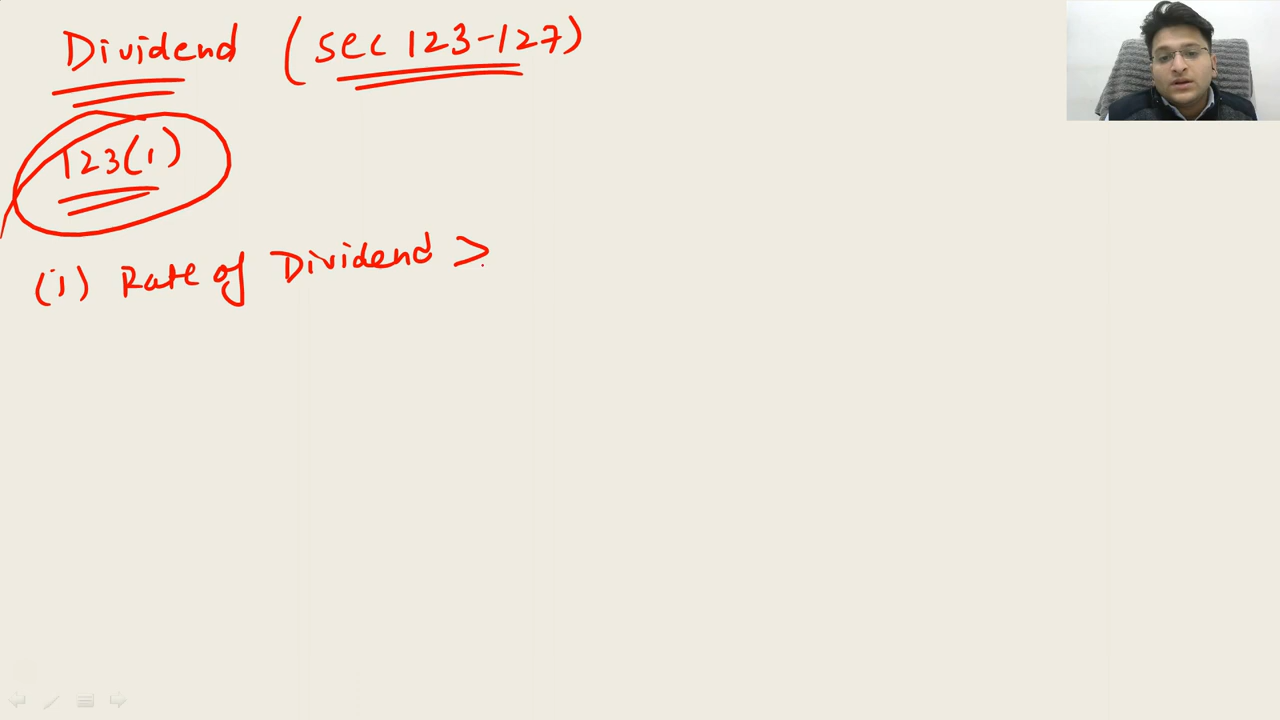 Dividend (Sec 123-127)
123(1)
(i) Rate of Dividend >